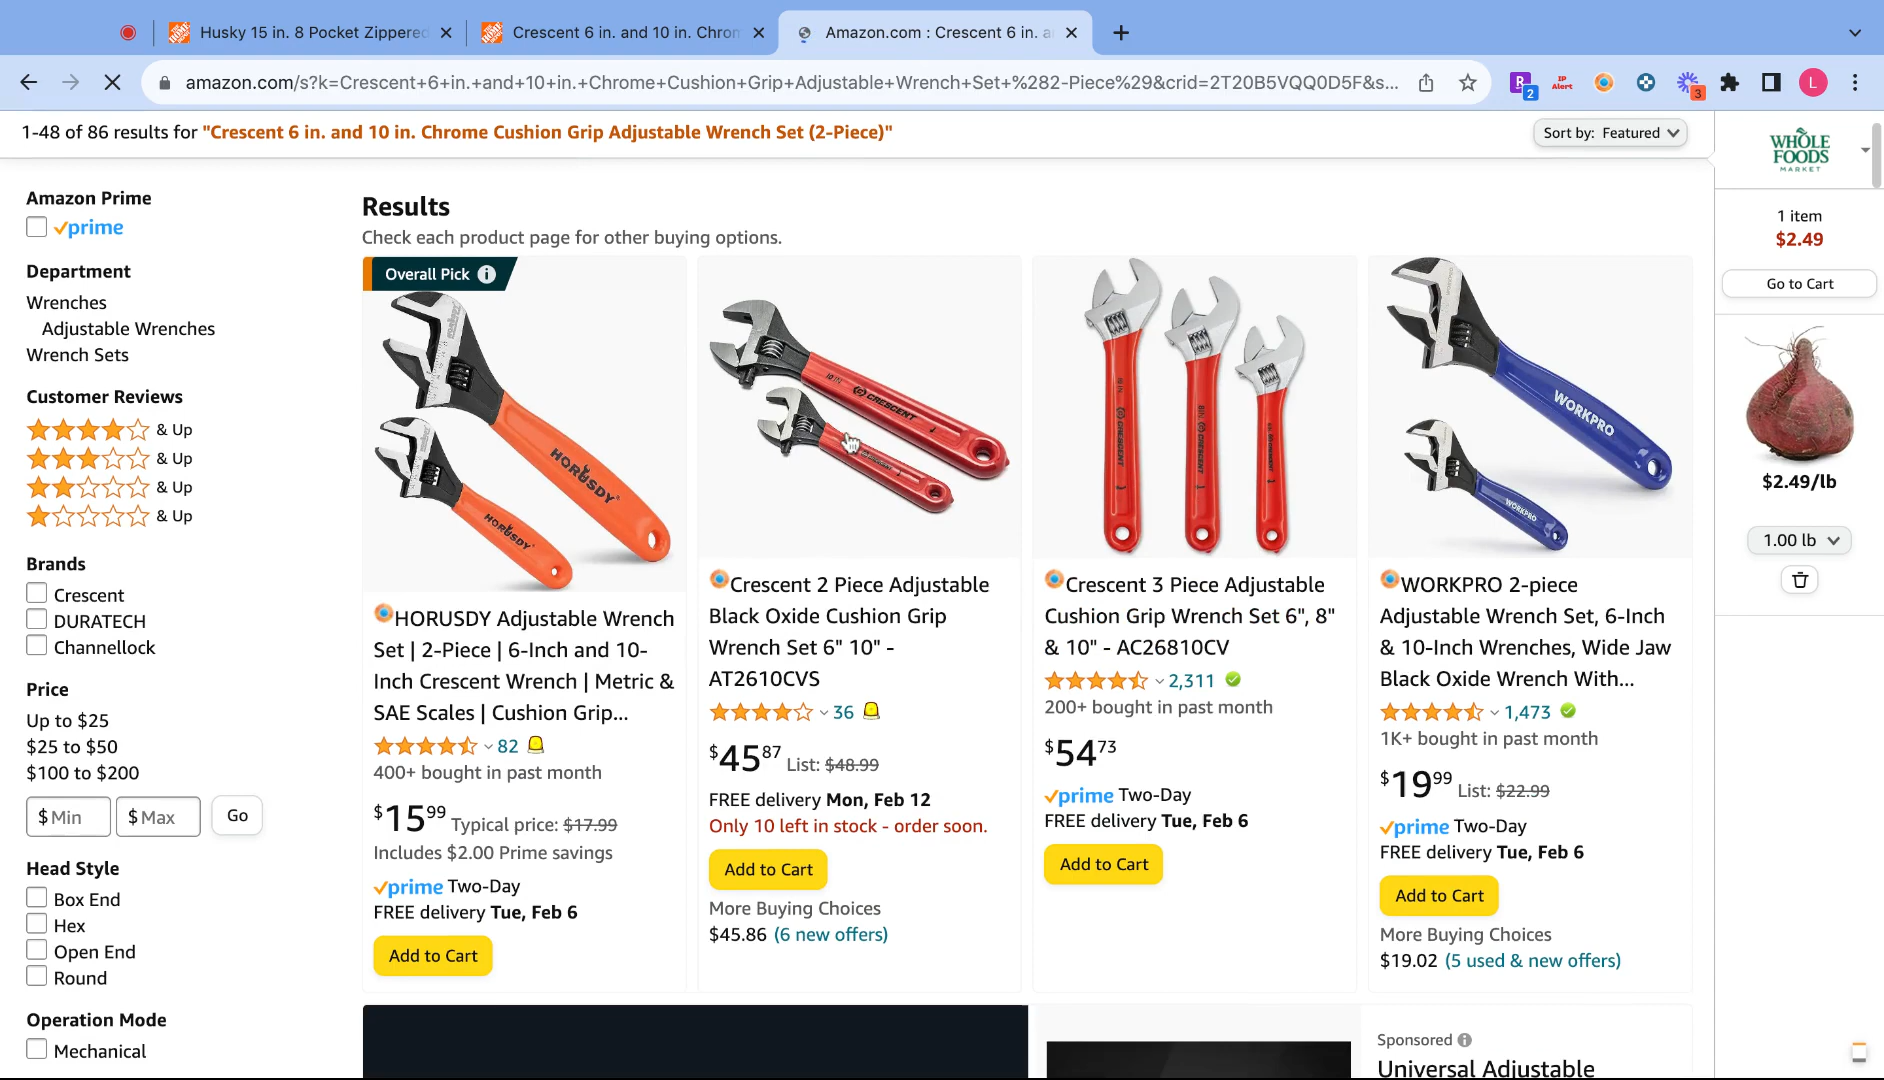 Husky 15 in. 8 Pocket Zippered
Crescent 6 in. and 10 in. Chrom
Amazon.com : Crescent 6 in. a
amazon.com/s?k=Crescent+6+in.+and+10+in.+Chrome+Cushion+Grip+Adjustable+Wrench+Set+%282-Piece%29&crid=2T20B5VQQ0D5F&s...
R
2
IP
Alert
3
L
1-48 of 86 results for "Crescent 6 in. and 10 in. Chrome Cushion Grip Adjustable Wrench Set (2-Piece)"
Sort by: Featured
WHOLE
FOODS
MARKET
1 item
$2.49
Go to Cart
$2.49/lb
1.00 lb
Amazon Prime
prime
Department
Wrenches
Adjustable Wrenches
Wrench Sets
Customer Reviews
& Up
& Up
& Up
& Up
Brands
Crescent
DURATECH
Channellock
Price
Up to $25
$25 to $50
$100 to $200
$ Min
$ Max
Go
Head Style
Box End
Hex
Open End
Round
Operation Mode
Mechanical
Results
Check each product page for other buying options.
Overall Pick
HORUSDY
HORUSDY
HORUSDY Adjustable Wrench
Set | 2-Piece | 6-Inch and 10-
Inch Crescent Wrench | Metric &
SAE Scales | Cushion Grip...
82
400+ bought in past month
$15.99 Typical price: $17.99
Includes $2.00 Prime savings
prime Two-Day
FREE delivery Tue, Feb 6
Add to Cart
CRESCENT
Crescent 2 Piece Adjustable
Black Oxide Cushion Grip
Wrench Set 6" 10" -
AT2610CVS
36
$45.87 List: $48.99
FREE delivery Mon, Feb 12
Only 10 left in stock - order soon.
Add to Cart
More Buying Choices
$45.86 (6 new offers)
CRESCENT
CRESCENT
Crescent 3 Piece Adjustable
Cushion Grip Wrench Set 6", 8"
& 10" - AC26810CV
2,311
200+ bought in past month
$54.73
prime Two-Day
FREE delivery Tue, Feb 6
Add to Cart
WORKPRO
WORKPRO
WORKPRO 2-piece
Adjustable Wrench Set, 6-Inch
& 10-Inch Wrenches, Wide Jaw
Black Oxide Wrench With...
1,473
1K+ bought in past month
$19.99 List: $22.99
prime Two-Day
FREE delivery Tue, Feb 6
Add to Cart
More Buying Choices
$19.02 (5 used & new offers)
Sponsored
Universal Adjustable